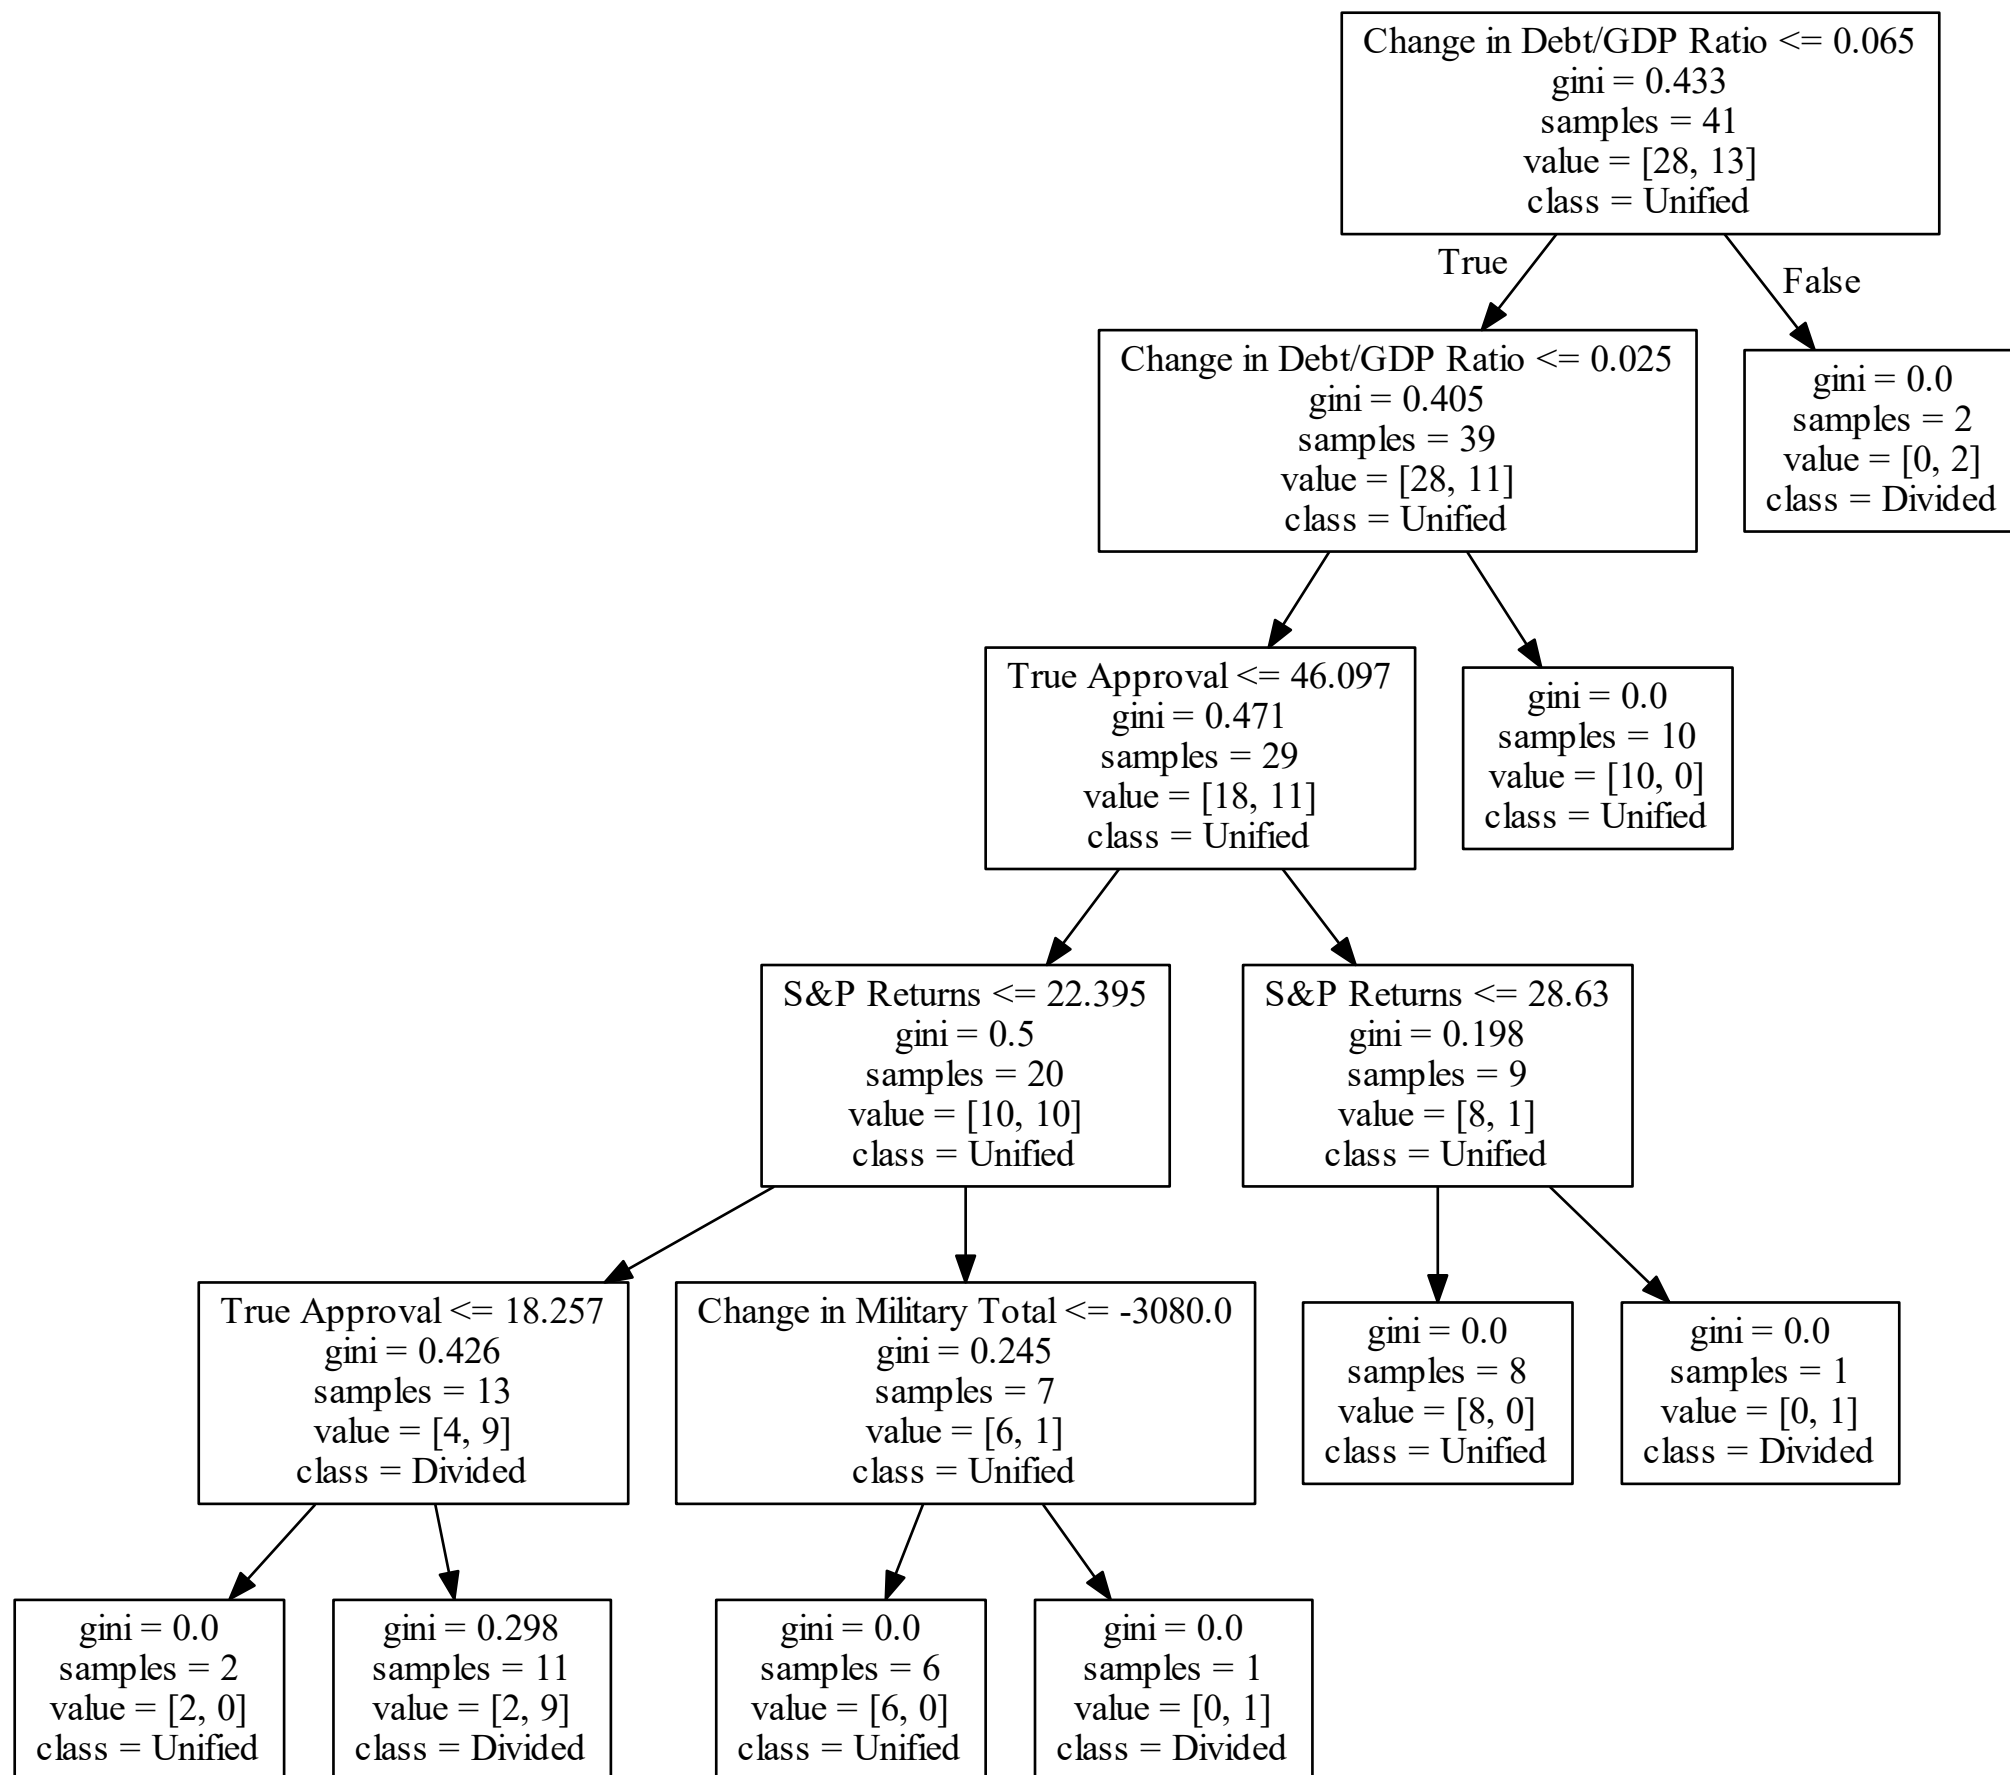 Change in Debt/GDP Ratio <= 0.065
gini = 0.433
samples = 41
value = [28, 13]
class = Unified
True
False
Change in Debt/GDP Ratio <= 0.025
gini = 0.405
samples = 39
value = [28, 11]
class = Unified
gini = 0.0
samples = 2
value = [0, 2]
class = Divided
True Approval <= 46.097
gini = 0.471
samples = 29
value = [18, 11]
class = Unified
gini = 0.0
samples = 10
value = [10, 0]
class = Unified
S&P Returns <= 22.395
gini = 0.5
samples = 20
value = [10, 10]
class = Unified
S&P Returns <= 28.63
gini = 0.198
samples = 9
value = [8, 1]
class = Unified
True Approval <= 18.257
gini = 0.426
samples = 13
value = [4, 9]
class = Divided
Change in Military Total <= -3080.0
gini = 0.245
samples = 7
value = [6, 1]
class = Unified
gini = 0.0
samples = 8
value = [8, 0]
class = Unified
gini = 0.0
samples = 1
value = [0, 1]
class = Divided
gini = 0.0
samples = 2
value = [2, 0]
class = Unified
gini = 0.298
samples = 11
value = [2, 9]
class = Divided
gini = 0.0
samples = 6
value = [6, 0]
class = Unified
gini = 0.0
samples = 1
value = [0, 1]
class = Divided